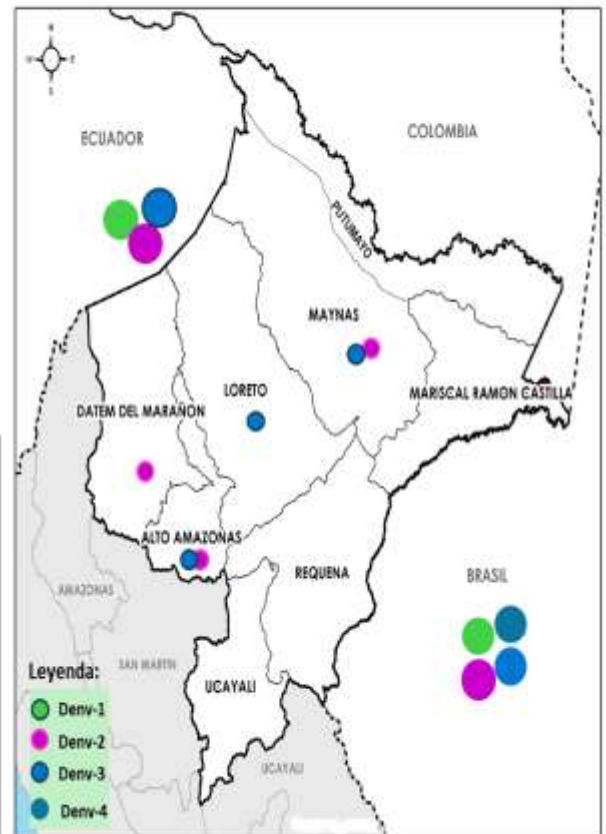 N
W
E
S
ECUADOR
COLOMBIA
PUTUMAYO
MAYNAS
LORETO
MARISCAL RAMON CASTILLA
DATEM DEL MARAÑON
ALTO AMAZONAS
REQUENA
BRASIL
AMAZONAS
SAN MARTIN
UCAYALI
UCAYALI
Leyenda:
Denv-1
Denv-2
Denv-3
Denv-4